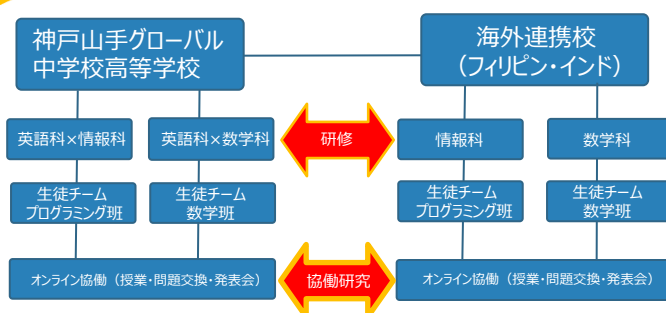 神戸山手グローバル
中学校高等学校
海外連携校
（フィリピン・インド）
英語科×情報科
英語科×数学科
研修
情報科
数学科
生徒チーム
プログラミング班
生徒チーム
数学班
生徒チーム
プログラミング班
生徒チーム
数学班
オンライン協働（授業・問題交換・発表会）
協働研究
オンライン協働（授業・問題交換・発表会）